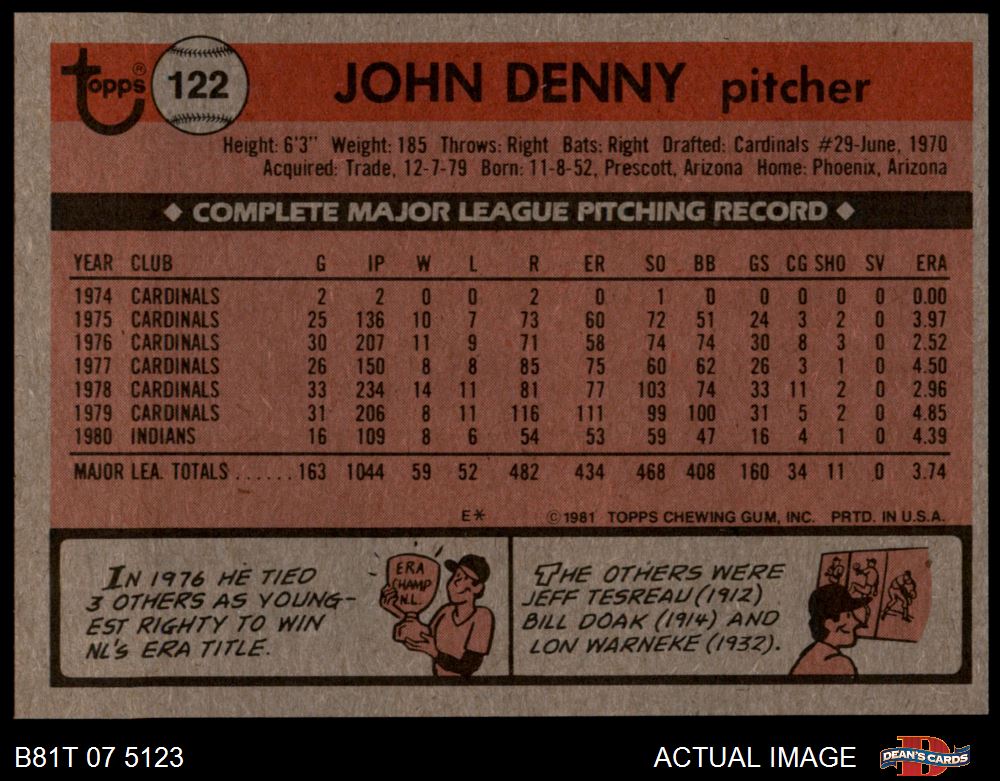 Topps® 122 JOHN DENNY pitcher
Height: 6'3" Weight: 185 Throws: Right Bats: Right Drafted: Cardinals #29-June, 1970
Acquired: Trade, 12-7-79 Born: 11-8-52, Prescott, Arizona Home: Phoenix, Arizona
◆ COMPLETE MAJOR LEAGUE PITCHING RECORD ◆
YEAR CLUB G IP W L R ER SO BB GS CG SHO SV ERA
1974 CARDINALS 2 2 0 0 2 0 1 0 0 0 0 0 0.00
1975 CARDINALS 25 136 10 7 73 60 72 51 24 3 2 0 3.97
1976 CARDINALS 30 207 11 9 71 58 74 74 30 8 3 0 2.52
1977 CARDINALS 26 150 8 8 85 75 60 62 26 3 1 0 4.50
1978 CARDINALS 33 234 14 11 81 77 103 74 33 11 2 0 2.96
1979 CARDINALS 31 206 8 11 116 111 99 100 31 5 2 0 4.85
1980 INDIANS 16 109 8 6 54 53 59 47 16 4 1 0 4.39
MAJOR LEA. TOTALS ...... 163 1044 59 52 482 434 468 408 160 34 11 0 3.74
E* © 1981 TOPPS CHEWING GUM, INC. PRTD. IN U.S.A.
IN 1976 HE TIED
3 OTHERS AS YOUNG-
EST RIGHTY TO WIN
NL'S ERA TITLE.
ERA
CHAMP
N.L.
THE OTHERS WERE
JEFF TESREAU (1912)
BILL DOAK (1914) AND
LON WARNEKE (1932).
B81T 07 5123 ACTUAL IMAGE DEAN'S CARDS